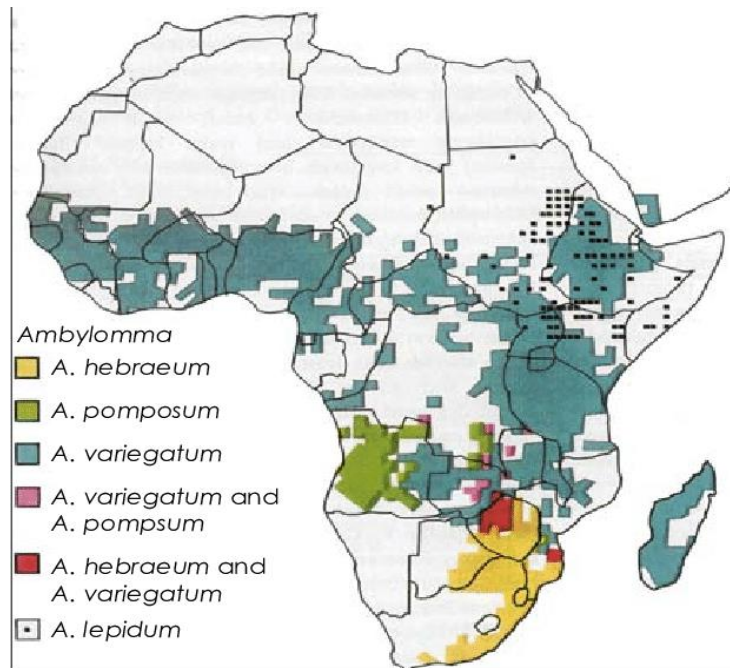 Ambylomma
A. hebraeum
A. pomposum
A. variegatum
A. variegatum and
A. pompsum
A. hebraeum and
A. variegatum
A. lepidum